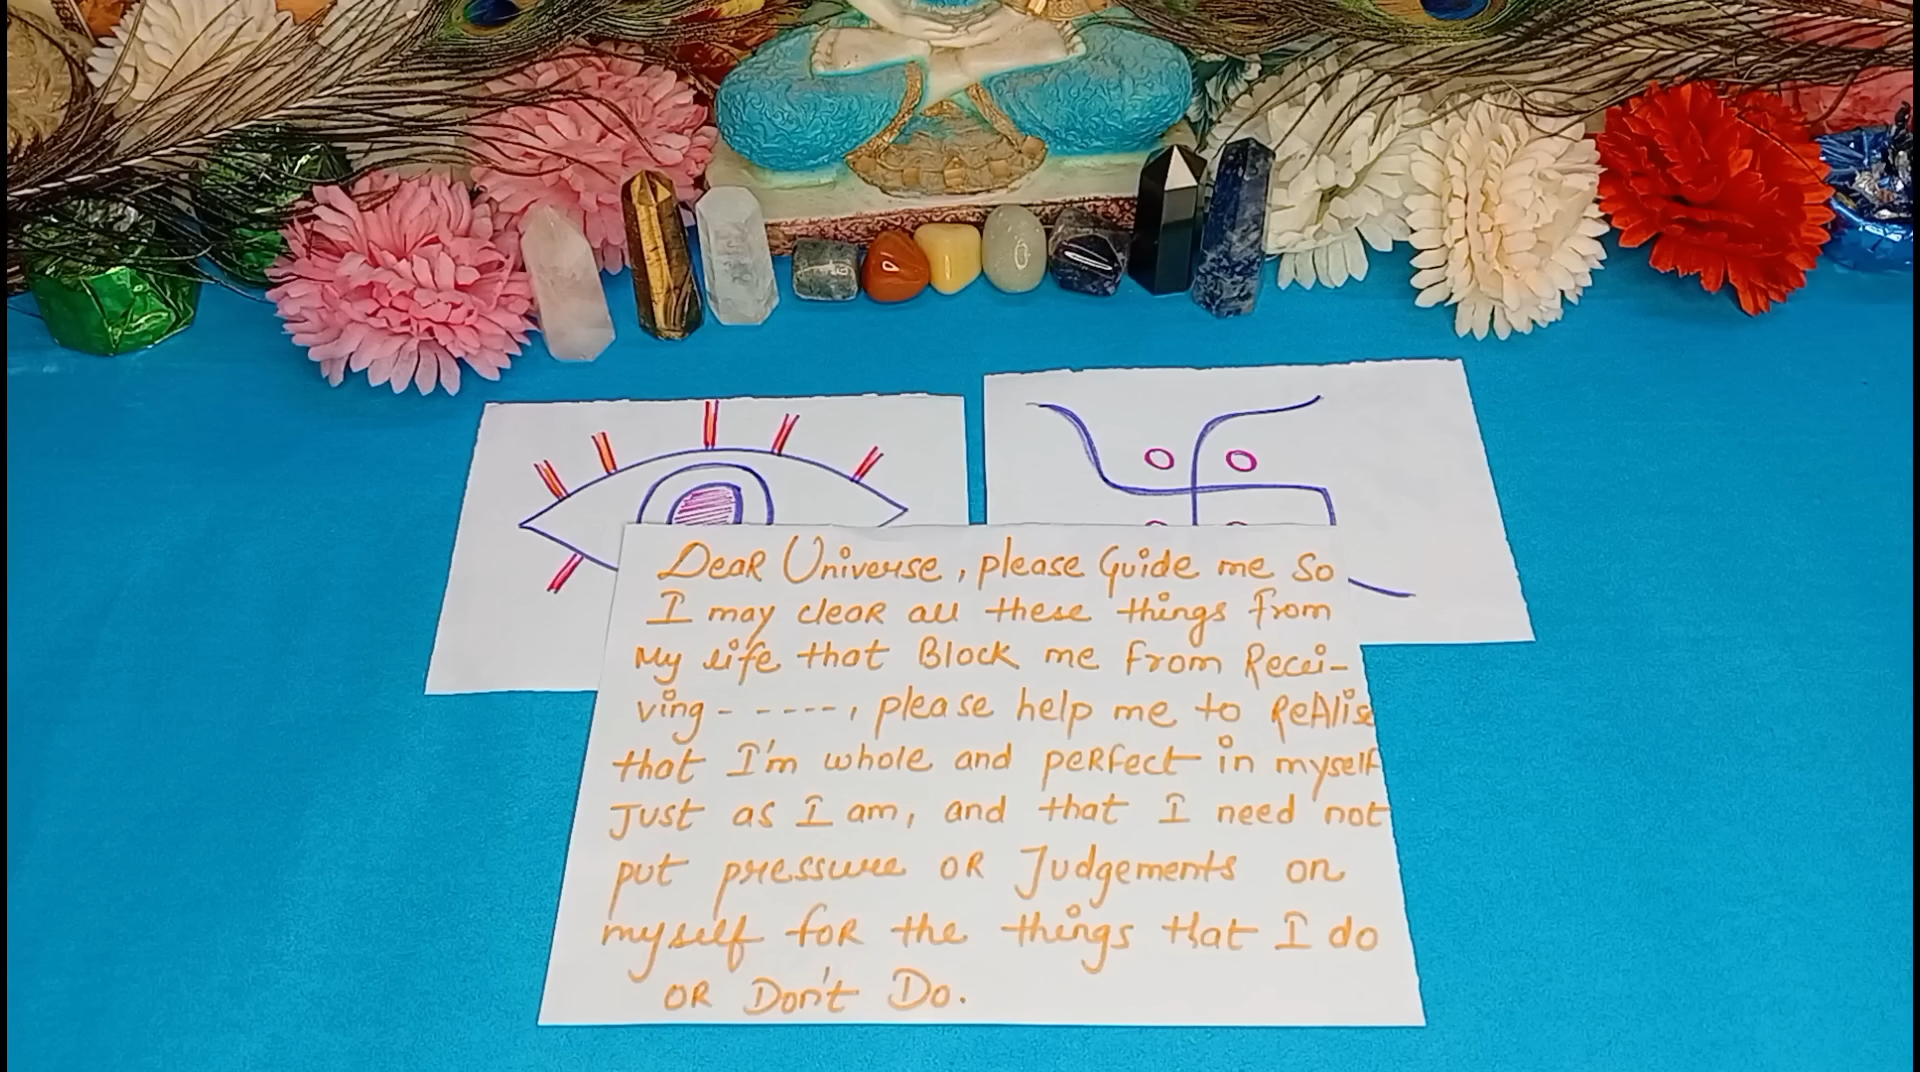 Dear Universe, please Guide me so
I may clear all these things from
My life that Block me from Recei-
ving - - - - - -, please help me to ReAlise
that I'm whole and perfect in myself
Just as I am, and that I need not
put pressure OR Judgements on
myself for the things that I do
OR Don't Do.